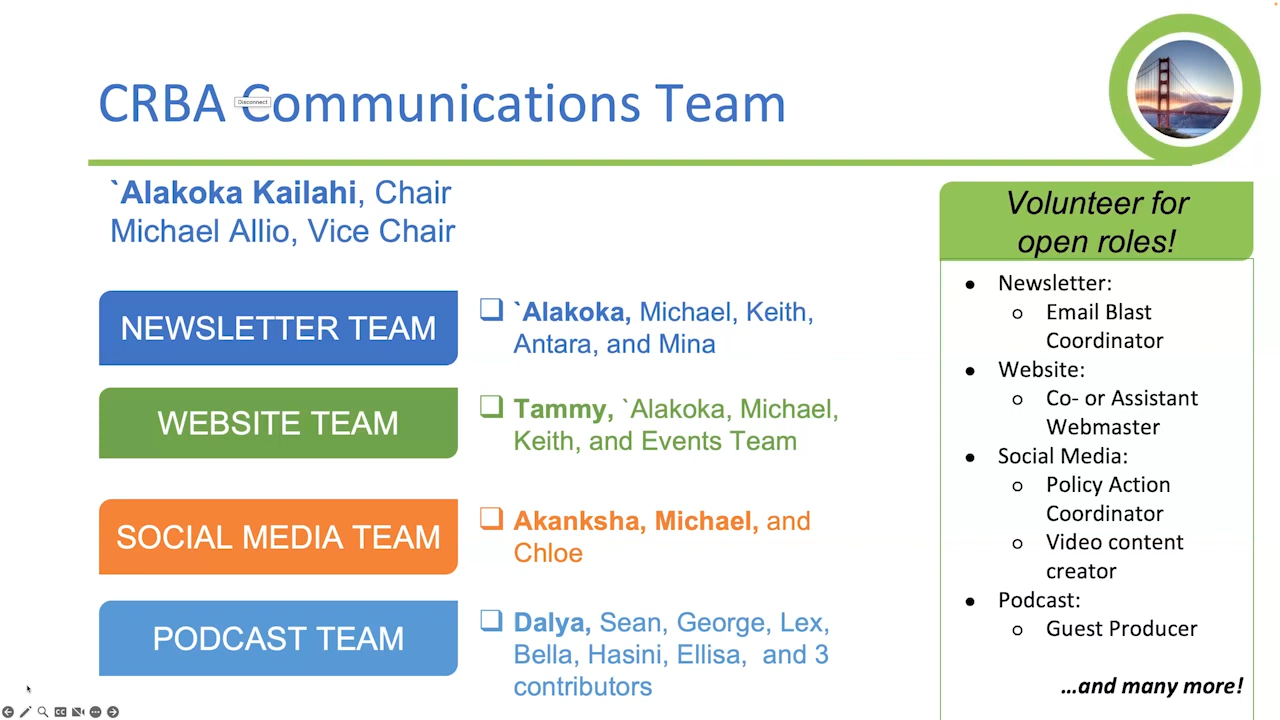 CRBA Communications Team
Disconnect
`Alakoka Kailahi, Chair
Michael Allio, Vice Chair
NEWSLETTER TEAM
`Alakoka, Michael, Keith,
Antara, and Mina
WEBSITE TEAM
Tammy, `Alakoka, Michael,
Keith, and Events Team
SOCIAL MEDIA TEAM
Akanksha, Michael, and
Chloe
PODCAST TEAM
Dalya, Sean, George, Lex,
Bella, Hasini, Ellisa,  and 3
contributors
Volunteer for
open roles!
● Newsletter:
○ Email Blast
Coordinator
● Website:
○ Co- or Assistant
Webmaster
● Social Media:
○ Policy Action
Coordinator
○ Video content
creator
● Podcast:
○ Guest Producer
…and many more!